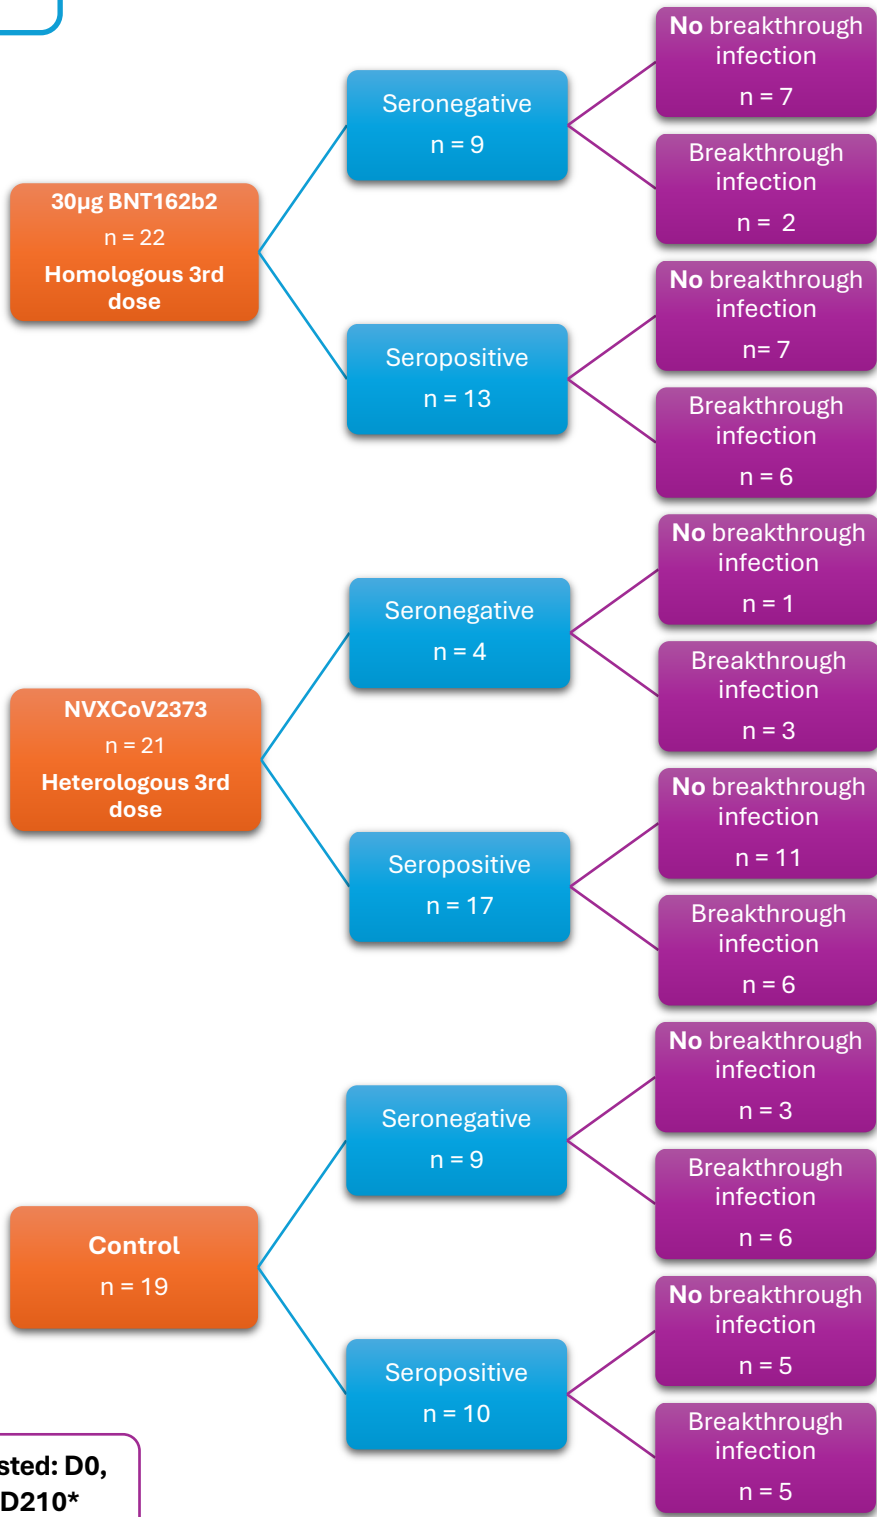 30µg BNT162b2
n = 22
Homologous 3rd
dose
Seronegative
n = 9
No breakthrough
infection
n = 7
Breakthrough
infection
n =  2
Seropositive
n = 13
No breakthrough
infection
n= 7
Breakthrough
infection
n = 6
NVXCoV2373
n = 21
Heterologous 3rd
dose
Seronegative
n = 4
No breakthrough
infection
n = 1
Breakthrough
infection
n = 3
Seropositive
n = 17
No breakthrough
infection
n = 11
Breakthrough
infection
n = 6
Control
n = 19
Seronegative
n = 9
No breakthrough
infection
n = 3
Breakthrough
infection
n = 6
Seropositive
n = 10
No breakthrough
infection
n = 5
Breakthrough
infection
n = 5
sted: D0,
D210*